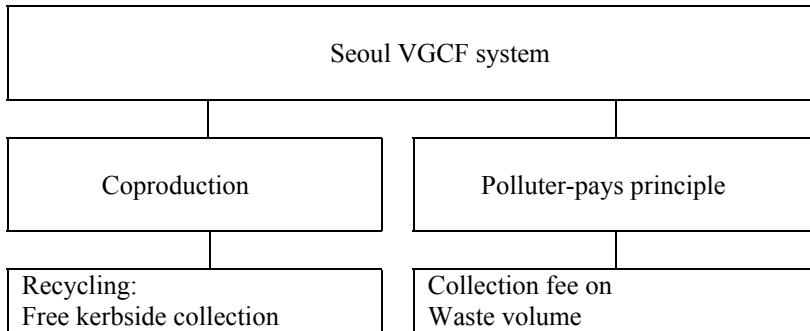 Seoul VGCF system
Coproduction
Polluter-pays principle
Recycling:
Free kerbside collection
Collection fee on
Waste volume